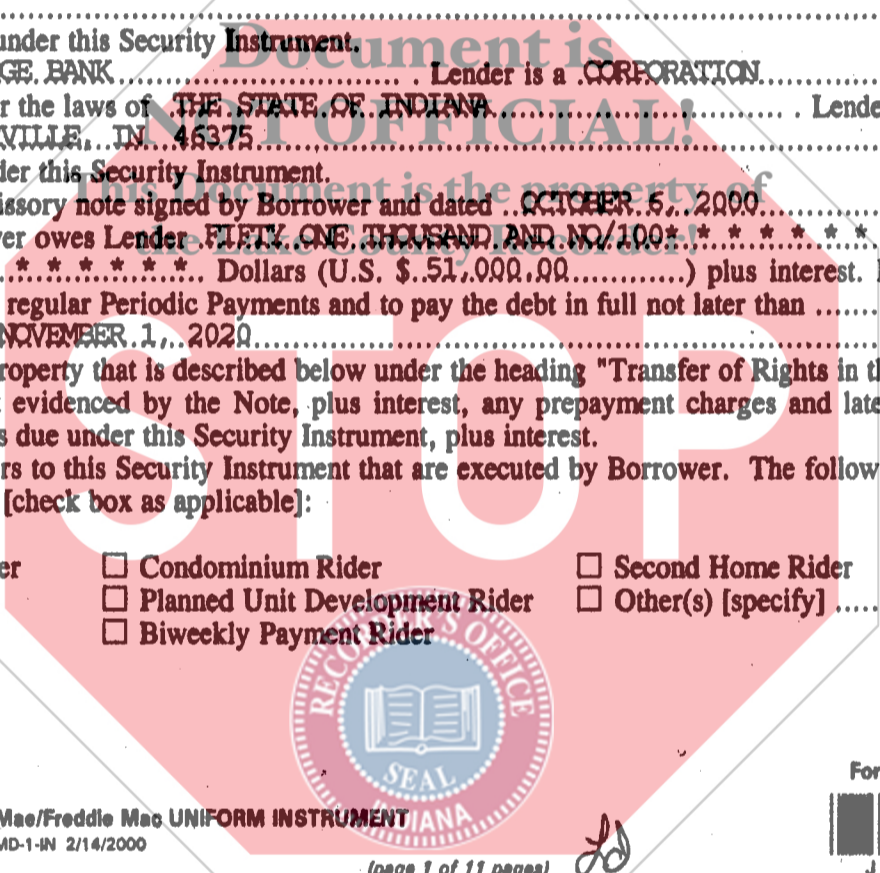 under this Security Instrument.
GE BANK . Lender is a CORPORATION
r the laws of THE STATE OF INDIANA . Lende
VILLE, IN 46375
der this Security Instrument.
issory note signed by Borrower and dated OCTOBER 6, 2000
er owes Lender FIFTY ONE THOUSAND AND NO/100* * * * * * *
* * * * * * * Dollars (U.S. $ 51,000.00 ) plus interest.
regular Periodic Payments and to pay the debt in full not later than
NOVEMBER 1, 2020
roperty that is described below under the heading "Transfer of Rights in th
t evidenced by the Note, plus interest, any prepayment charges and late
s due under this Security Instrument, plus interest.
rs to this Security Instrument that are executed by Borrower. The follow
[check box as applicable]:
er ☐ Condominium Rider ☐ Second Home Rider
☐ Planned Unit Development Rider ☐ Other(s) [specify]
☐ Biweekly Payment Rider
Document is
NOT OFFICIAL!
This Document is the property of
the Lake County Recorder!
STOP
RECORDER'S OFFICE
SEAL
INDIANA
For
Mae/Freddie Mac UNIFORM INSTRUMENT
MD-1-IN 2/14/2000
(page 1 of 11 pages)